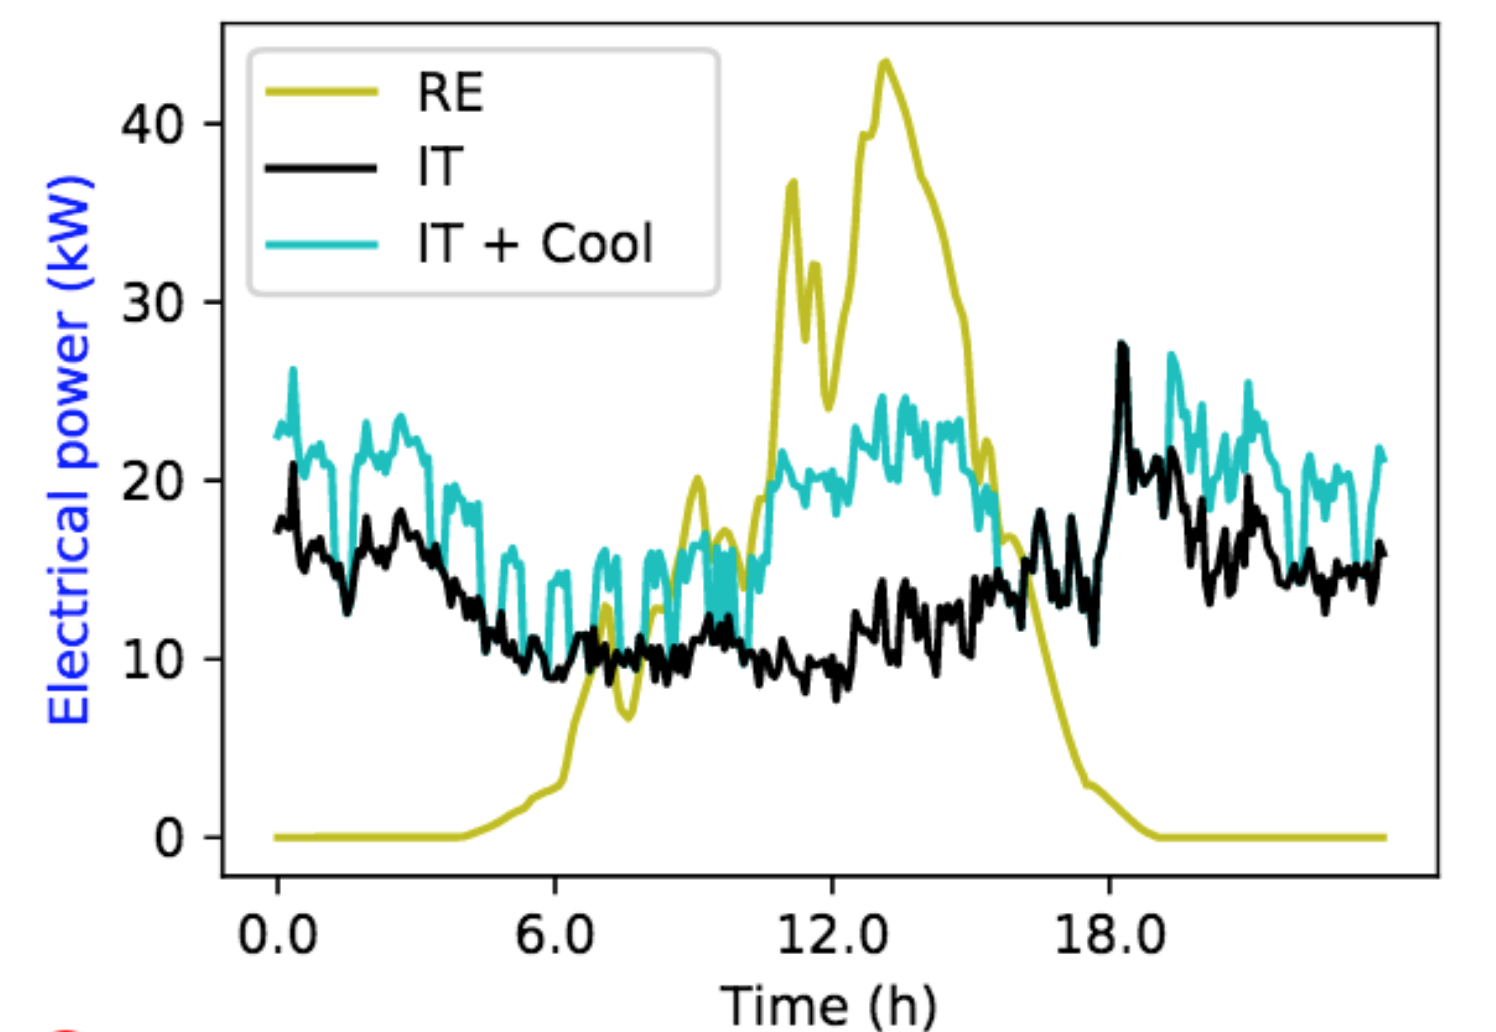 RE
IT
IT + Cool
Electrical power (kW)
40
30
20
10
0
0.0 6.0 12.0 18.0
Time (h)